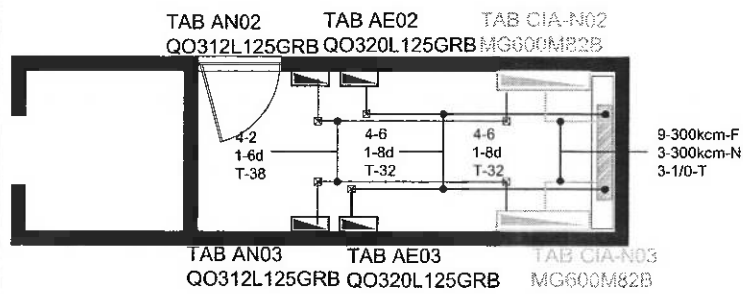 TAB AN02
QO312L125GRB
TAB AE02
QO320L125GRB
TAB CIA-N02
MG600M82B
4-2
1-6d
T-38
4-6
1-8d
T-32
4-6
1-8d
T-32
9-300kcm-F
3-300kcm-N
3-1/0-T
TAB AN03
QO312L125GRB
TAB AE03
QO320L125GRB
TAB CIA-N03
MG600M82B